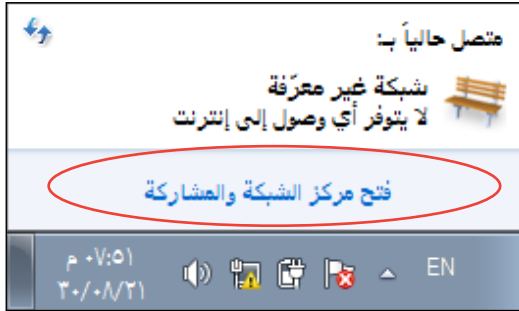 متصل حالياً بـ:
شبكة غير معرّفة
لا يتوفر أي وصول إلى إنترنت
فتح مركز الشبكة والمشاركة
EN
٠٧:٥١ م
٣٠/٠٨/٣١